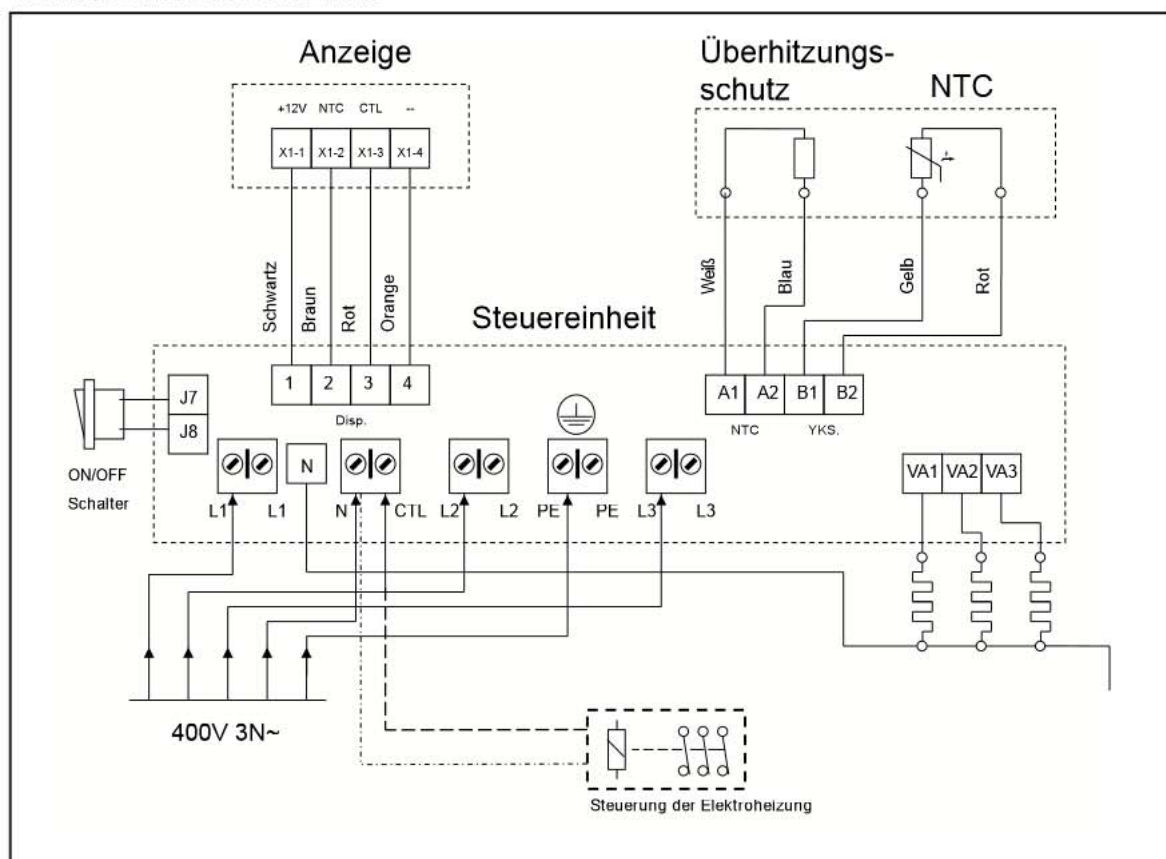 Anzeige
Überhitzungs-
schutz NTC
+12V NTC CTL --
X1-1 X1-2 X1-3 X1-4
Schwartz
Braun
Rot
Orange
Weiß
Blau
Gelb
Rot
Steuereinheit
1 2 3 4
Disp.
A1 A2 B1 B2
NTC YKS.
J7
J8
ON/OFF
Schalter
N
L1 L1 N CTL L2 L2 PE PE L3 L3
VA1 VA2 VA3
400V 3N~
Steuerung der Elektroheizung